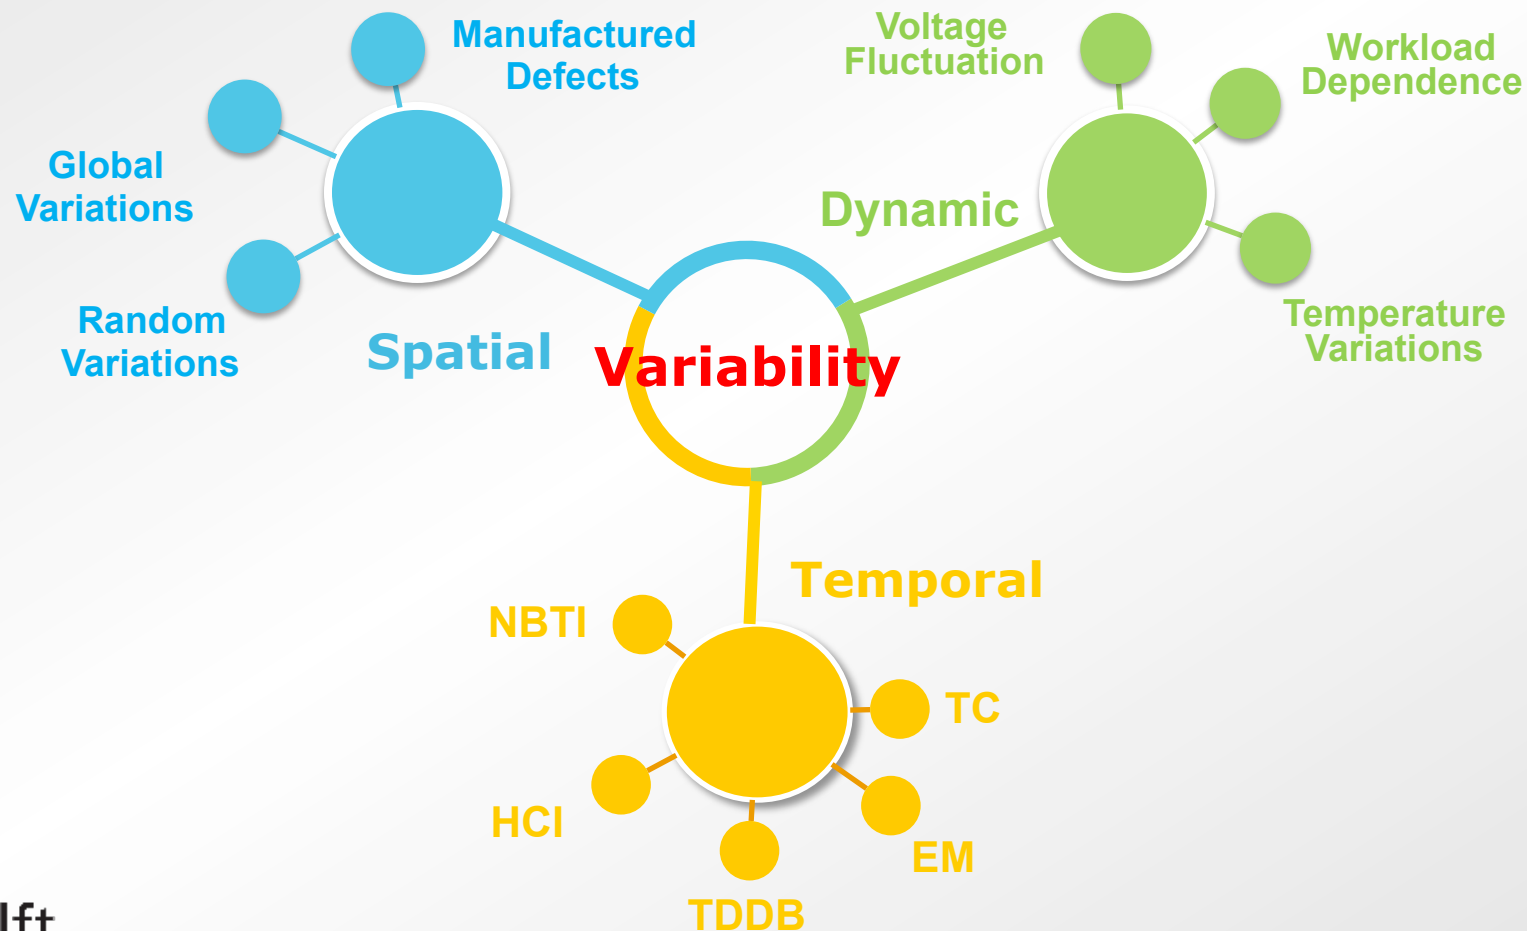 Manufactured
Defects
Global
Variations
Random
Variations
Spatial
Voltage
Fluctuation
Workload
Dependence
Dynamic
Temperature
Variations
Variability
Temporal
NBTI
TC
HCI
EM
TDDB
lft